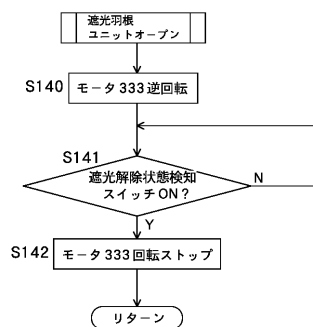 遮光羽根
ユニットオープン
S140
モータ333逆回転
S141
遮光解除状態検知
スイッチON?
N
Y
S142
モータ333回転ストップ
リターン